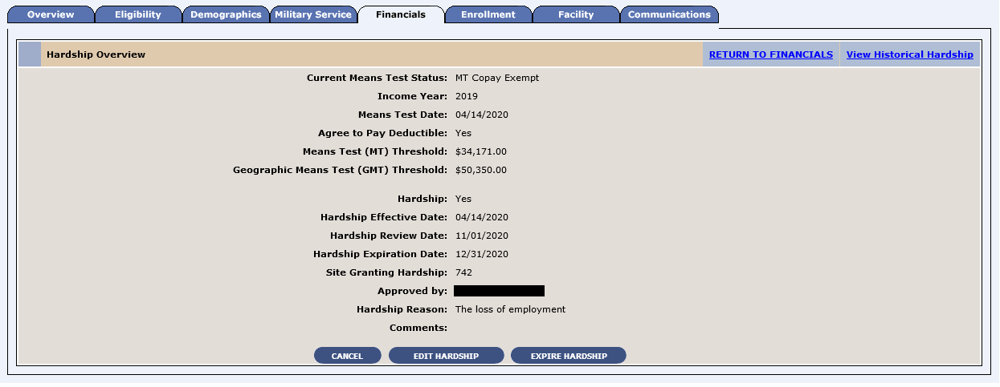 Overview Eligibility Demographics Military Service Financials Enrollment Facility Communications
Hardship Overview RETURN TO FINANCIALS View Historical Hardship
Current Means Test Status: MT Copay Exempt
Income Year: 2019
Means Test Date: 04/14/2020
Agree to Pay Deductible: Yes
Means Test (MT) Threshold: $34,171.00
Geographic Means Test (GMT) Threshold: $50,350.00
Hardship: Yes
Hardship Effective Date: 04/14/2020
Hardship Review Date: 11/01/2020
Hardship Expiration Date: 12/31/2020
Site Granting Hardship: 742
Approved by:
Hardship Reason: The loss of employment
Comments:
CANCEL EDIT HARDSHIP EXPIRE HARDSHIP